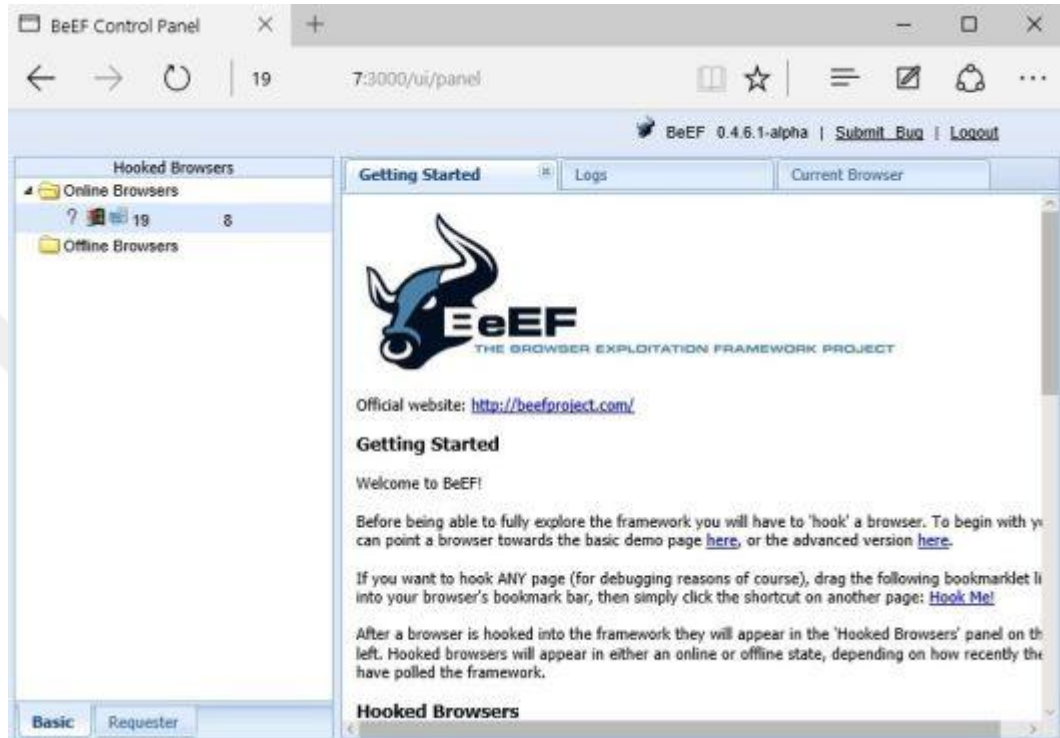 BeEF Control Panel
19 7:3000/ui/panel
BeEF 0.4.6.1-alpha | Submit Bug | Logout
Hooked Browsers
Online Browsers
? 19 8
Offline Browsers
Basic
Requester
Getting Started
Logs
Current Browser
BeEF
THE BROWSER EXPLOITATION FRAMEWORK PROJECT
Official website: http://beefproject.com/
Getting Started
Welcome to BeEF!
Before being able to fully explore the framework you will have to 'hook' a browser. To begin with
can point a browser towards the basic demo page here, or the advanced version here.
If you want to hook ANY page (for debugging reasons of course), drag the following bookmarklet
into your browser's bookmark bar, then simply click the shortcut on another page: Hook Me!
After a browser is hooked into the framework they will appear in the 'Hooked Browsers' panel on
left. Hooked browsers will appear in either an online or offline state, depending on how recently
have polled the framework.
Hooked Browsers